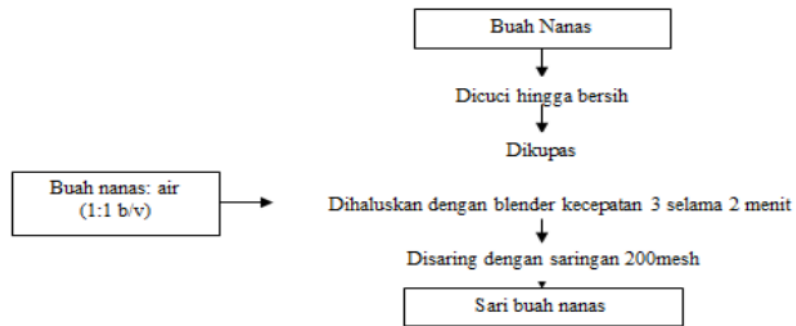 Buah Nanas
Dicuci hingga bersih
Dikupas
Buah nanas: air
(1:1 b/v)
Dihaluskan dengan blender kecepatan 3 selama 2 menit
Disaring dengan saringan 200mesh
Sari buah nanas